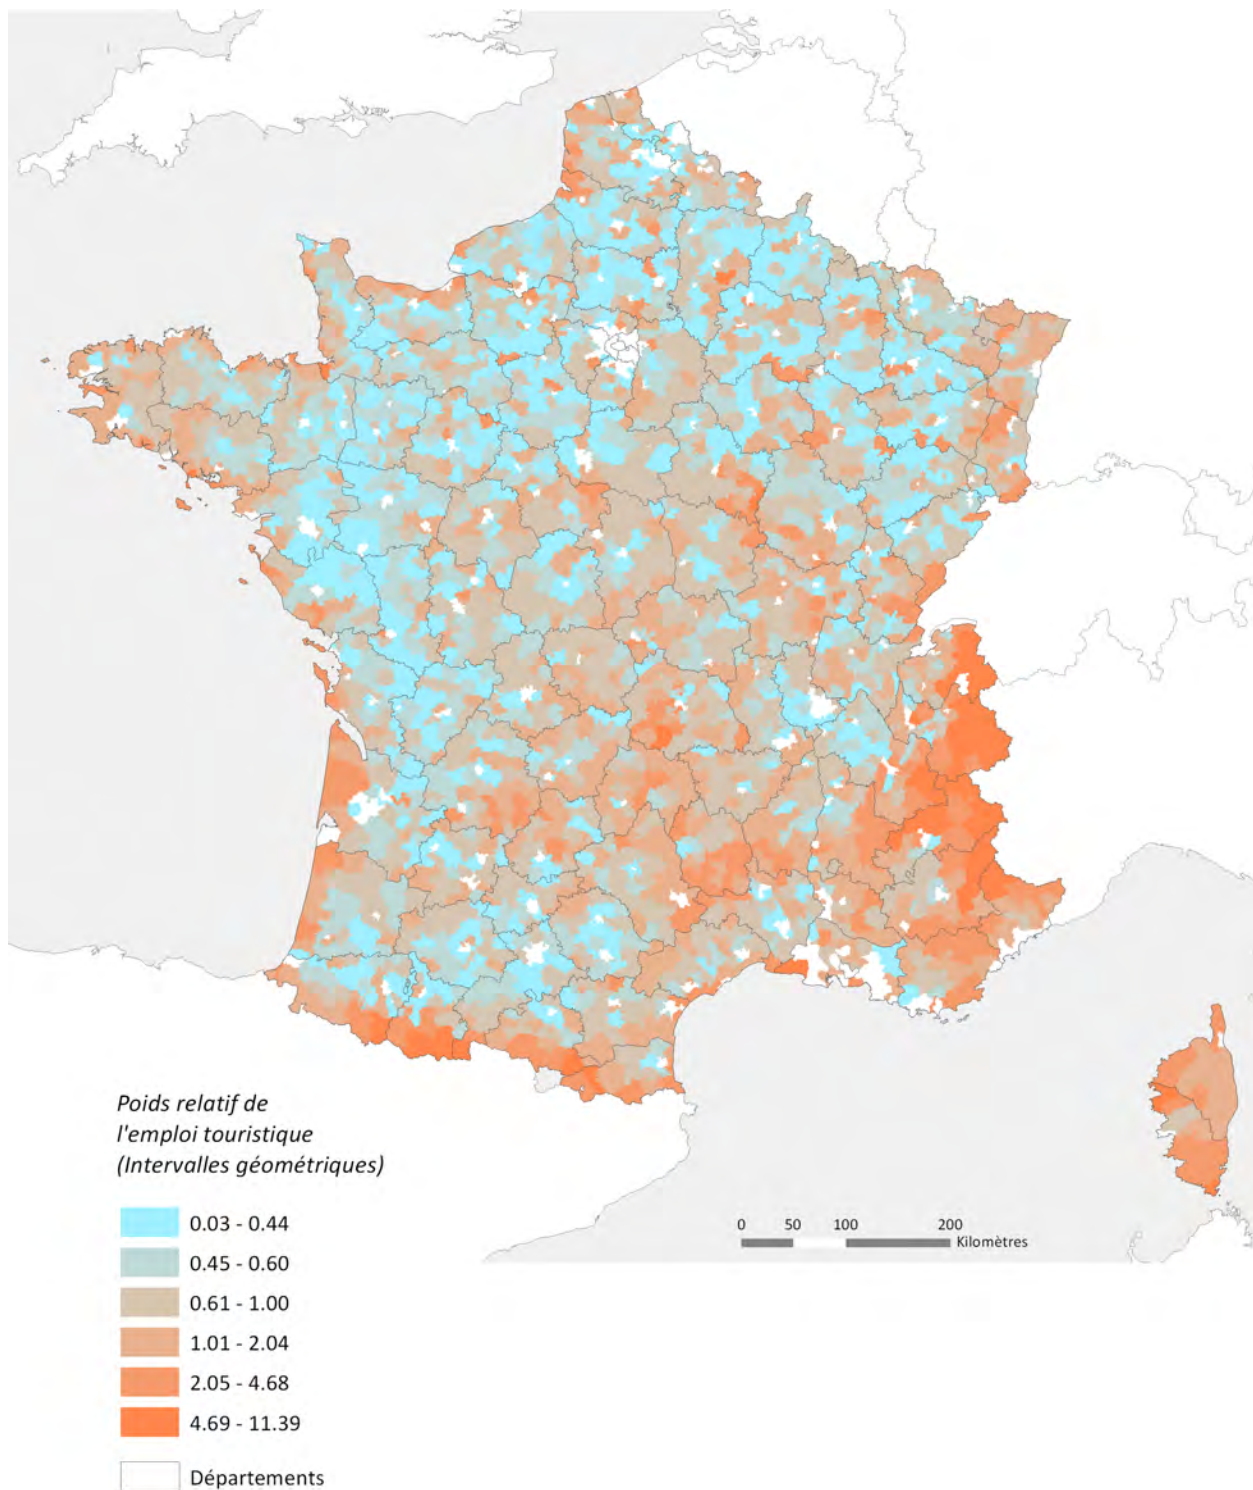 Poids relatif de
l'emploi touristique
(Intervalles géométriques)
0.03 - 0.44
0.45 - 0.60
0.61 - 1.00
1.01 - 2.04
2.05 - 4.68
4.69 - 11.39
Départements
0 50 100 200
Kilomètres